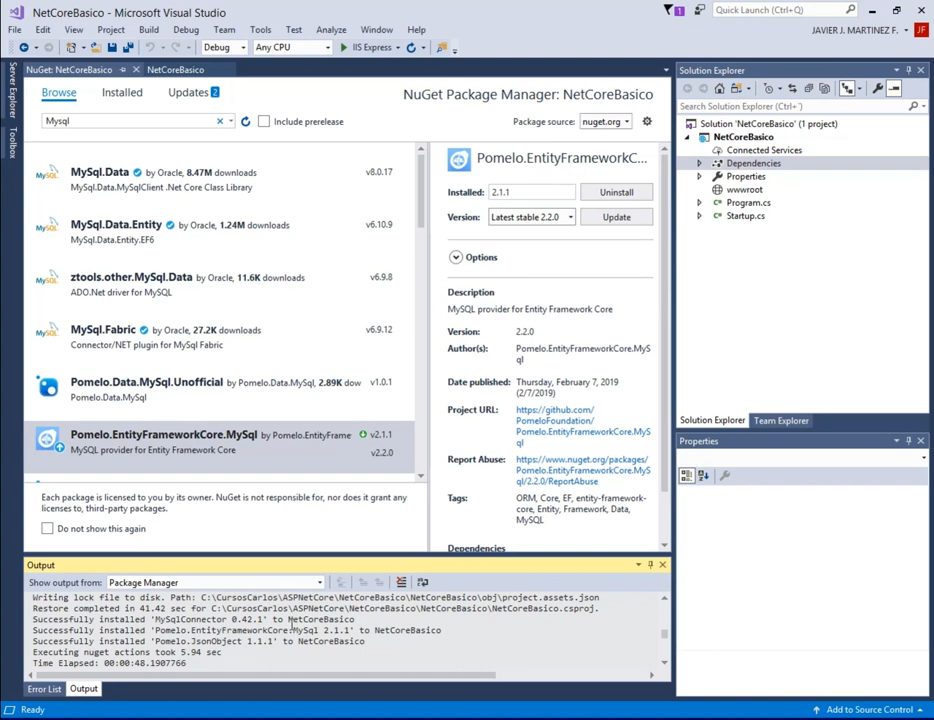 NetCoreBasico - Microsoft Visual Studio
1
Quick Launch (Ctrl+Q)
File Edit View Project Build Debug Team Tools Test Analyze Window Help
JAVIER J. MARTINEZ F.
JF
Debug Any CPU IIS Express
Server Explorer
Toolbox
NuGet: NetCoreBasico NetCoreBasico
Browse Installed Updates 2
NuGet Package Manager: NetCoreBasico
Mysql
Include prerelease
Package source: nuget.org
MySQL
MySql.Data by Oracle, 8.47M downloads v8.0.17
MySql.Data.MySqlClient .Net Core Class Library
MySQL
MySql.Data.Entity by Oracle, 1.24M downloads v6.10.9
MySql.Data.Entity.EF6
MySQL
ztools.other.MySql.Data by Oracle, 11.6K downloads v6.9.8
ADO.Net driver for MySQL
MySQL
MySql.Fabric by Oracle, 27.2K downloads v6.9.12
Connector/NET plugin for MySql Fabric
Pomelo.Data.MySql.Unofficial by Pomelo.Data.MySql, 2.89K dow v1.0.1
Pomelo.Data.MySql
Pomelo.EntityFrameworkCore.MySql by Pomelo.EntityFrame v2.1.1
MySQL provider for Entity Framework Core v2.2.0
Each package is licensed to you by its owner. NuGet is not responsible, nor does it grant any
licenses to, third-party packages.
Do not show this again
Pomelo.EntityFrameworkC...
Installed: 2.1.1 Uninstall
Version: Latest stable 2.2.0 Update
Options
Description
MySQL provider for Entity Framework Core
Version: 2.2.0
Author(s): Pomelo.EntityFrameworkCore.MyS
ql
Date published: Thursday, February 7, 2019
(2/7/2019)
Project URL: https://github.com/
PomeloFoundation/
Pomelo.EntityFrameworkCore.MyS
ql
Report Abuse: https://www.nuget.org/packages/
Pomelo.EntityFrameworkCore.MyS
ql/2.2.0/ReportAbuse
Tags: ORM, Core, EF, entity-framework-
core, Entity, Framework, Data,
MySQL
Dependencies
Solution Explorer
Search Solution Explorer (Ctrl+´)
Solution 'NetCoreBasico' (1 project)
NetCoreBasico
Connected Services
Dependencies
Properties
wwwroot
Program.cs
Startup.cs
Solution Explorer Team Explorer
Properties
Output
Show output from: Package Manager
Writing lock file to disk. Path: C:\CursosCarlos\ASPNetCore\NetCoreBasico\NetCoreBasico\obj\project.assets.json
Restore completed in 41.42 sec for C:\CursosCarlos\ASPNetCore\NetCoreBasico\NetCoreBasico\NetCoreBasico.csproj.
Successfully installed 'MySqlConnector 0.42.1' to NetCoreBasico
Successfully installed 'Pomelo.EntityFrameworkCore.MySql 2.1.1' to NetCoreBasico
Successfully installed 'Pomelo.JsonObject 1.1.1' to NetCoreBasico
Executing nuget actions took 5.94 sec
Time Elapsed: 00:00:48.1907766
Error List Output
Ready
Add to Source Control